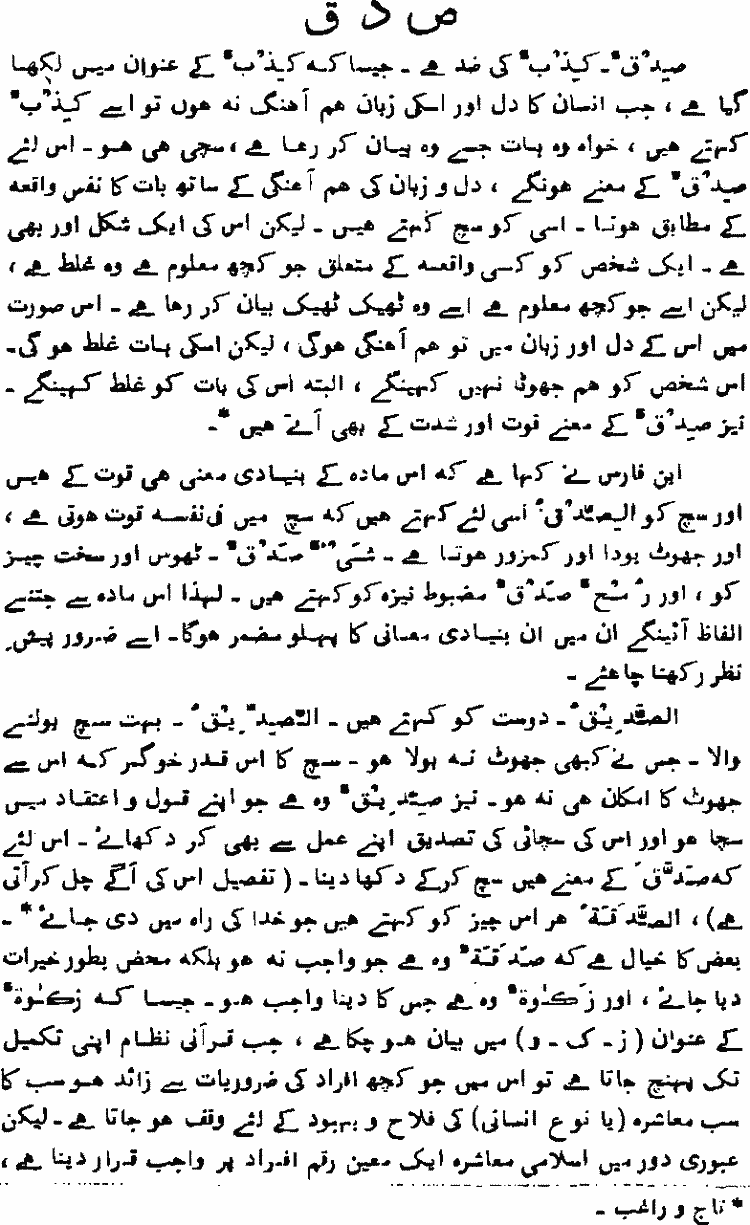 ص د ق
صِدْقٌ ۔ کِذْبٌ کی ضد ہے ۔ جیسا کہ کِذْبٌ کے عنوان میں لکھا
گیا ہے ، جب انسان کا دل اور اسکی زبان ہم آہنگ نہ ہوں تو اسے کِذْبٌ
کہتے ہیں ، خواہ وہ بات جسے وہ بیان کر رہا ہے ، سچی ہی ہو ۔ اس لئے
صِدْقٌ کے معنے ہونگے ، دل و زبان کی ہم آہنگی کے ساتھ بات کا نفس واقعہ
کے مطابق ہونا ۔ اسی کو سچ کہتے ہیں ۔ لیکن اس کی ایک شکل اور بھی
ہے ۔ ایک شخص کو کسی واقعہ کے متعلق جو کچھ معلوم ہے وہ غلط ہے ،
لیکن اسے جو کچھ معلوم ہے اسے وہ ٹھیک ٹھیک بیان کر رہا ہے ۔ اس صورت
میں اس کے دل اور زبان میں تو ہم آہنگی ہوگی ، لیکن اسکی بات غلط ہو گی ۔
اس شخص کو ہم جھوٹا نہیں کہینگے ، البتہ اس کی بات کو غلط کہینگے ۔
نیز صِدْقٌ کے معنے قوت اور شدت کے بھی آئے ہیں * ۔
ابن فارس نے کہا ہے کہ اس مادہ کے بنیادی معنی ہی قوت کے ہیں
اور سچ کو الصِّدْقُ اسی لئے کہتے ہیں کہ سچ میں فی نفسہ قوت ہوتی ہے ،
اور جھوٹ بودا اور کمزور ہوتا ہے ۔ شَیْءٌ صَدْقٌ ۔ ٹھوس اور سخت چیز
کو ، اور رُمْحٌ صَدْقٌ مضبوط نیزہ کو کہتے ہیں ۔ لہذا اس مادہ سے جتنے
الفاظ آئینگے ان میں ان بنیادی معانی کا پہلو مضمر ہوگا ۔ اسے ضرور پیش
نظر رکھنا چاہئے ۔
الصَّدِیْقُ ۔ دوست کو کہتے ہیں ۔ الصِّدِّیْقُ ۔ بہت سچ بولنے
والا ۔ جس نے کبھی جھوٹ نہ بولا ہو ۔ سچ کا اس قدر خوگر کہ اس سے
جھوٹ کا امکان ہی نہ ہو ۔ نیز صِدِّیْقٌ وہ ہے جو اپنے قول و اعتقاد میں
سچا ہو اور اس کی سچائی کی تصدیق اپنے عمل سے بھی کر دکھائے ۔ اس لئے
کہ صَدَّقَ کے معنے ہیں سچ کرکے دکھا دینا ۔ ( تفصیل اس کی آگے چل کر آتی
ہے) ، الصَّدَقَةُ ہر اس چیز کو کہتے ہیں جو خدا کی راہ میں دی جائے * ۔
بعض کا خیال ہے کہ صَدَقَةٌ وہ ہے جو واجب نہ ہو بلکہ محض بطور خیرات
دیا جائے ، اور زَکٰوةٌ وہ ہے جس کا دینا واجب ہو ۔ جیسا کہ زَکٰوةٌ
کے عنوان ( ز ۔ ک ۔ و ) میں بیان ہو چکا ہے ، جب قرآنی نظام اپنی تکمیل
تک پہنچ جاتا ہے تو اس میں جو کچھ افراد کی ضروریات سے زائد ہو سب کا
سب معاشرہ (یا نوع انسانی) کی فلاح و بہبود کے لئے وقف ہو جاتا ہے ۔ لیکن
عبوری دور میں اسلامی معاشرہ ایک معین رقم افراد پر واجب قرار دیتا ہے ،
* تاج و راغب ۔